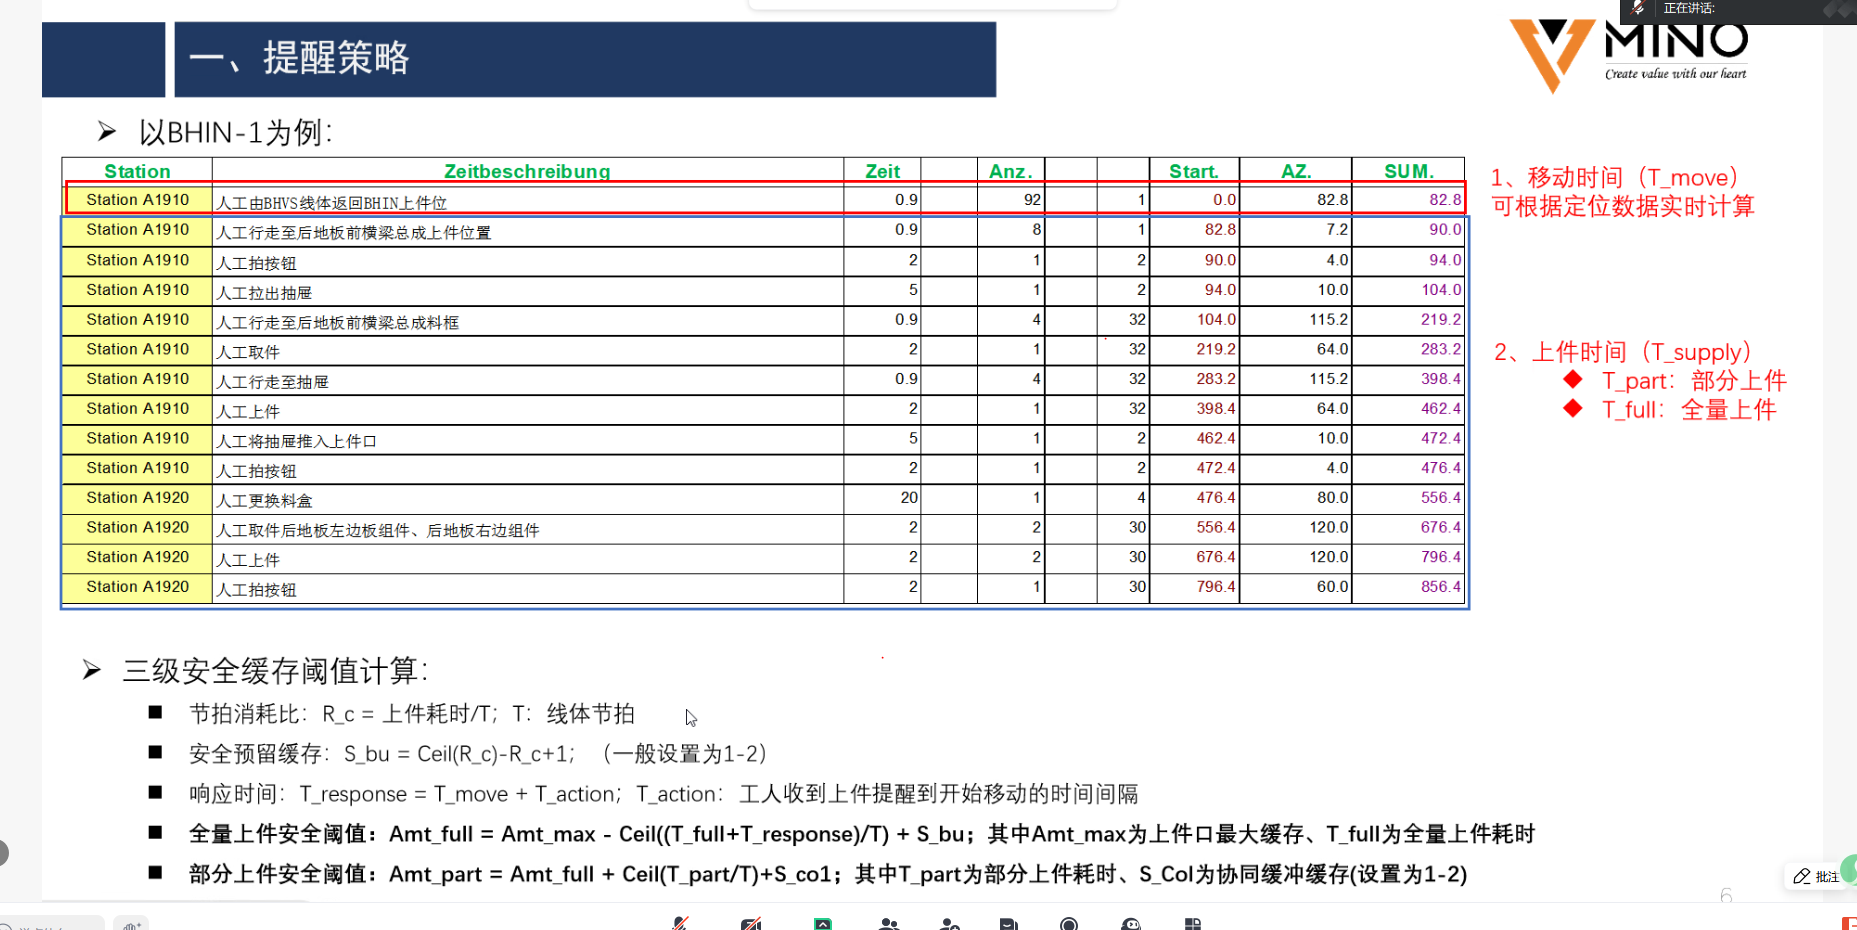 正在讲话:
一、提醒策略
MINO
Create value with our heart
➢ 以BHIN-1为例：
Station Zeitbeschreibung Zeit Anz. Start. AZ. SUM.
Station A1910 人工由BHVS线体返回BHIN上件位 0.9 92 1 0.0 82.8 82.8
Station A1910 人工行走至后地板前横梁总成上件位置 0.9 8 1 82.8 7.2 90.0
Station A1910 人工拍按钮 2 1 2 90.0 4.0 94.0
Station A1910 人工拉出抽屉 5 1 2 94.0 10.0 104.0
Station A1910 人工行走至后地板前横梁总成料框 0.9 4 32 104.0 115.2 219.2
Station A1910 人工取件 2 1 32 219.2 64.0 283.2
Station A1910 人工行走至抽屉 0.9 4 32 283.2 115.2 398.4
Station A1910 人工上件 2 1 32 398.4 64.0 462.4
Station A1910 人工将抽屉推入上件口 5 1 2 462.4 10.0 472.4
Station A1910 人工拍按钮 2 1 2 472.4 4.0 476.4
Station A1920 人工更换料盒 20 1 4 476.4 80.0 556.4
Station A1920 人工取件后地板左边板组件、后地板右边组件 2 2 30 556.4 120.0 676.4
Station A1920 人工上件 2 2 30 676.4 120.0 796.4
Station A1920 人工拍按钮 2 1 30 796.4 60.0 856.4
1、移动时间（T_move）
可根据定位数据实时计算
2、上件时间（T_supply）
◆ T_part：部分上件
◆ T_full：全量上件
➢ 三级安全缓存阈值计算：
■ 节拍消耗比：R_c = 上件耗时/T；T：线体节拍
■ 安全预留缓存：S_bu = Ceil(R_c)-R_c+1；（一般设置为1-2）
■ 响应时间：T_response = T_move + T_action；T_action：工人收到上件提醒到开始移动的时间间隔
■ 全量上件安全阈值：Amt_full = Amt_max - Ceil((T_full+T_response)/T) + S_bu；其中Amt_max为上件口最大缓存、T_full为全量上件耗时
■ 部分上件安全阈值：Amt_part = Amt_full + Ceil(T_part/T)+S_co1；其中T_part为部分上件耗时、S_Col为协同缓冲缓存(设置为1-2)
批注
6